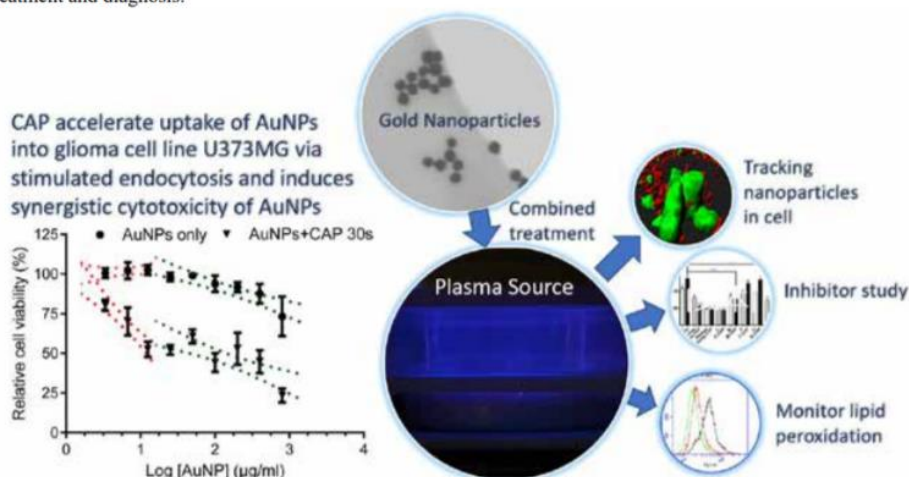 treatment and diagnosis.
CAP accelerate uptake of AuNPs
into glioma cell line U373MG via
stimulated endocytosis and induces
synergistic cytotoxicity of AuNPs
AuNPs only
AuNPs+CAP 30s
Relative cell viability (%)
125
100
75
50
25
0
0
1
2
3
4
Log [AuNP] (μg/ml)
Gold Nanoparticles
Combined
treatment
Plasma Source
Tracking
nanoparticles
in cell
Inhibitor study
Monitor lipid
peroxidation